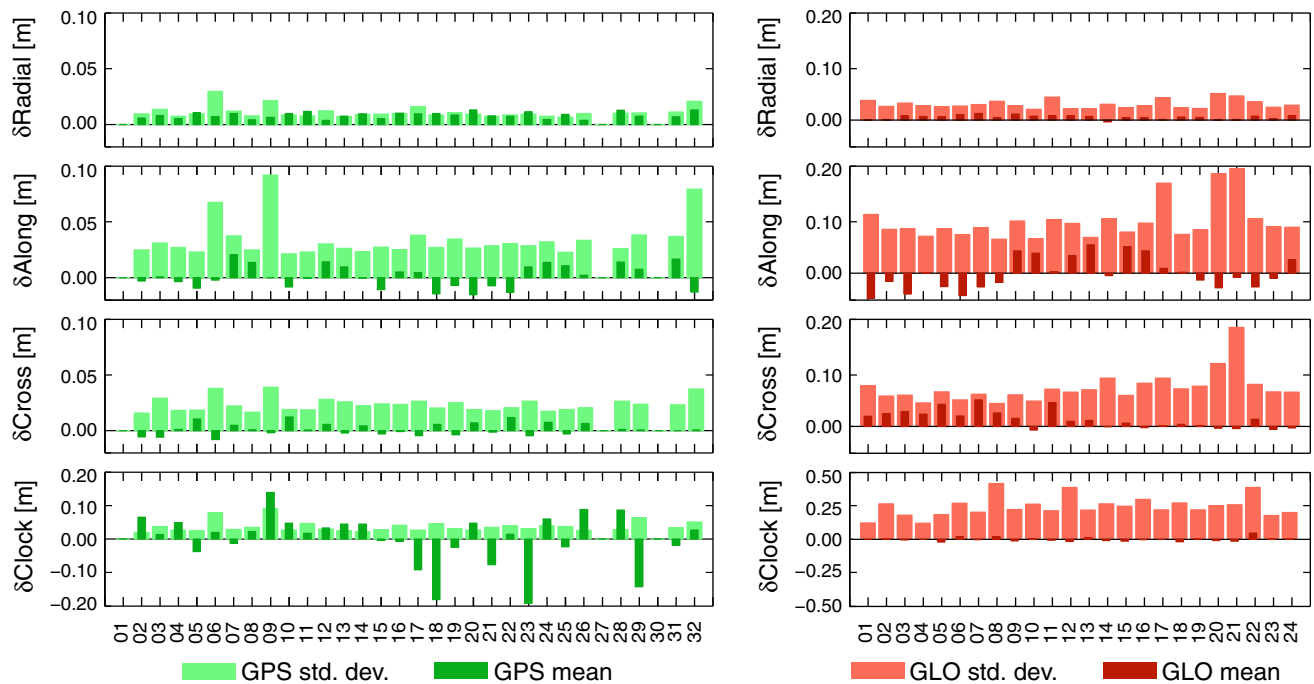 0.10
0.05
0.00
δRadial [m]
0.10
0.05
0.00
δAlong [m]
0.10
0.05
0.00
δCross [m]
0.20
0.10
0.00
−0.10
−0.20
δClock [m]
01 02 03 04 05 06 07 08 09 10 11 12 13 14 15 16 17 18 19 20 21 22 23 24 25 26 27 28 29 30 31 32
GPS std. dev. GPS mean
0.20
0.10
0.00
δRadial [m]
0.20
0.10
0.00
δAlong [m]
0.20
0.10
0.00
δCross [m]
0.50
0.25
0.00
−0.25
−0.50
δClock [m]
01 02 03 04 05 06 07 08 09 10 11 12 13 14 15 16 17 18 19 20 21 22 23 24
GLO std. dev. GLO mean